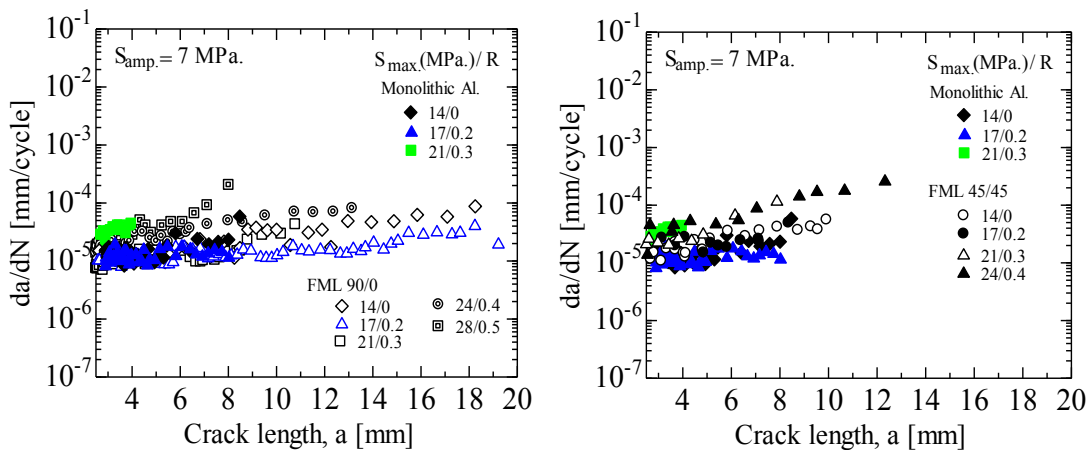 10^-1
S_amp. = 7 MPa.
S_max.(MPa.)/ R
Monolithic Al.
14/0
17/0.2
21/0.3
10^-2
10^-3
10^-4
10^-5
10^-6
10^-7
da/dN [mm/cycle]
FML 90/0
14/0
17/0.2
21/0.3
24/0.4
28/0.5
4 6 8 10 12 14 16 18 20
Crack length, a [mm]
10^-1
S_amp. = 7 MPa.
S_max.(MPa.)/ R
Monolithic Al.
14/0
17/0.2
21/0.3
10^-2
10^-3
10^-4
10^-5
10^-6
10^-7
da/dN [mm/cycle]
FML 45/45
14/0
17/0.2
21/0.3
24/0.4
4 6 8 10 12 14 16 18 20
Crack length, a [mm]